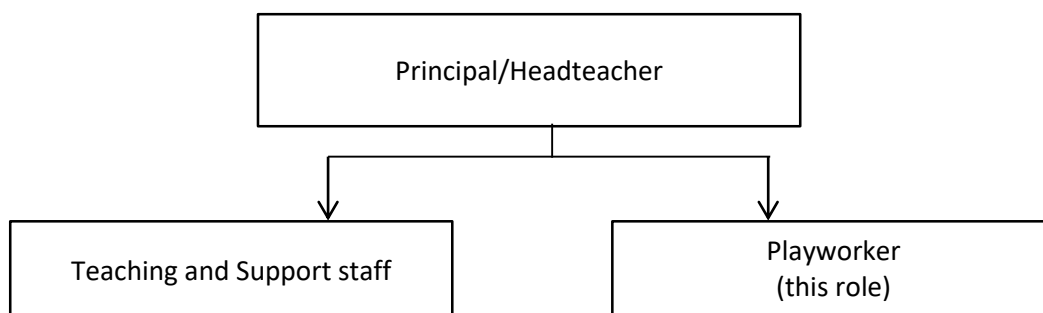 Principal/Headteacher
Teaching and Support staff
Playworker
(this role)